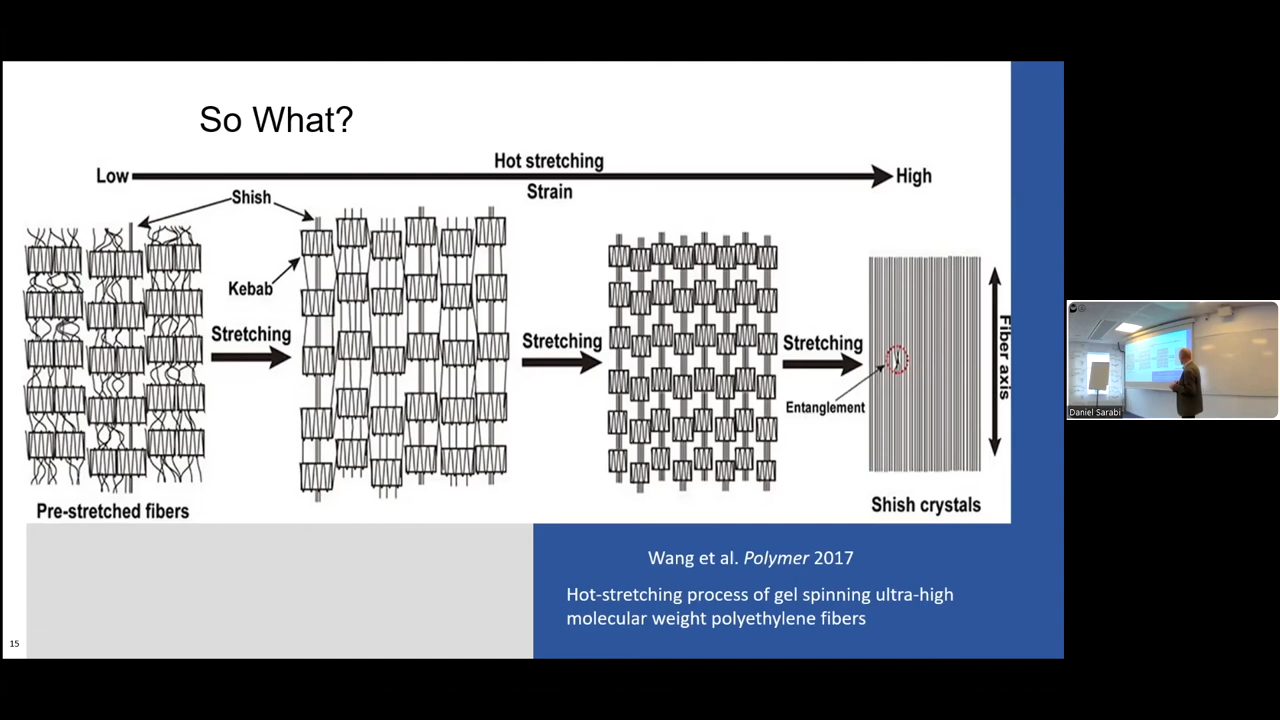 So What?
Hot stretching
Low
High
Strain
Shish
Kebab
Stretching
Stretching
Stretching
Entanglement
Fiber axis
Pre-stretched fibers
Shish crystals
Wang et al. Polymer 2017
Hot-stretching process of gel spinning ultra-high
molecular weight polyethylene fibers
15
Daniel Sarabi